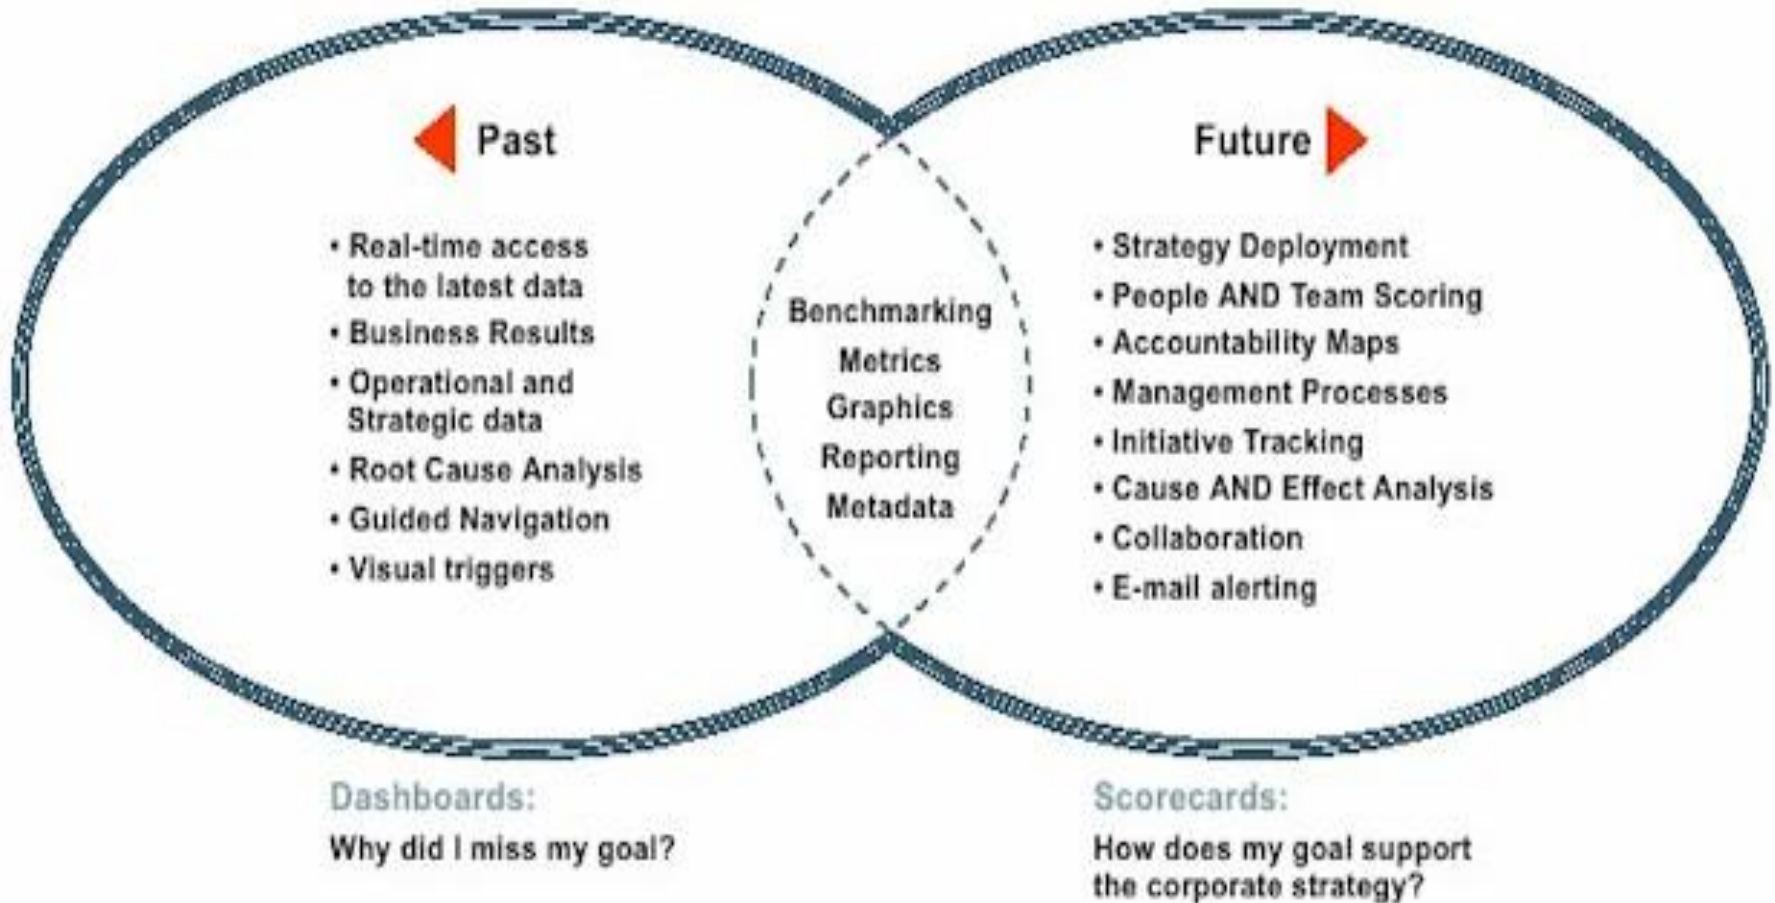 Past
• Real-time access
to the latest data
• Business Results
• Operational and
Strategic data
• Root Cause Analysis
• Guided Navigation
• Visual triggers
Benchmarking
Metrics
Graphics
Reporting
Metadata
Future
• Strategy Deployment
• People AND Team Scoring
• Accountability Maps
• Management Processes
• Initiative Tracking
• Cause AND Effect Analysis
• Collaboration
• E-mail alerting
Dashboards:
Why did I miss my goal?
Scorecards:
How does my goal support
the corporate strategy?